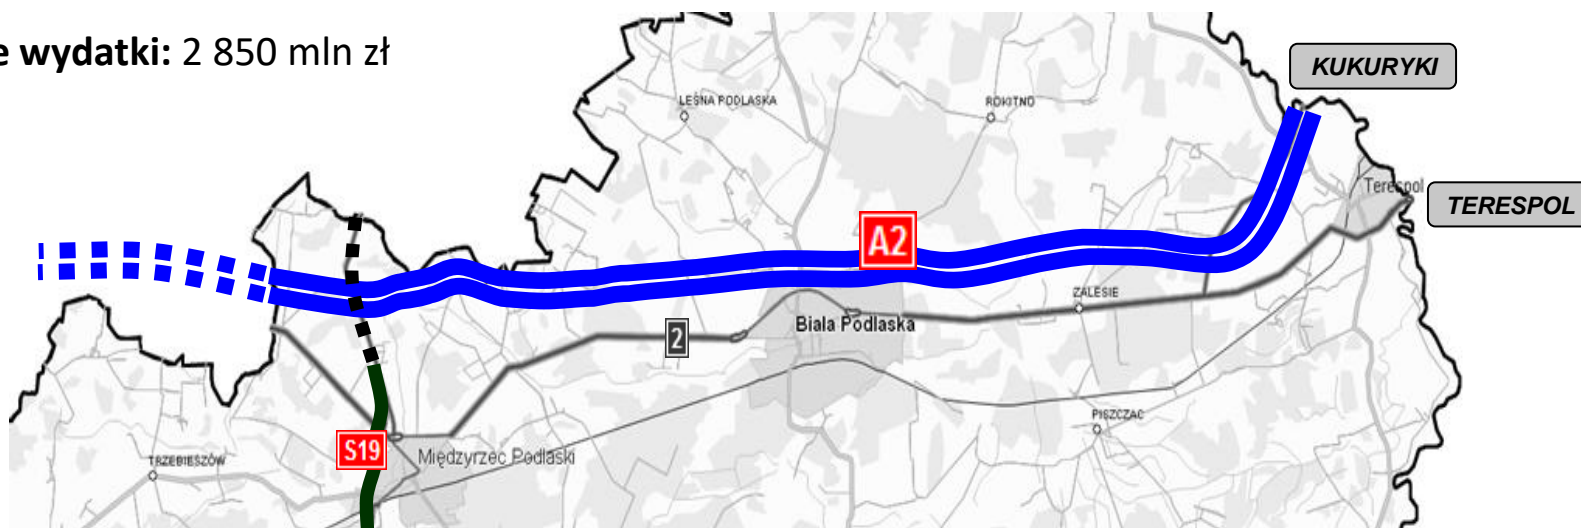 e wydatki: 2 850 mln zł
KUKURYKI
LEŚNA PODLASKA
ROKITNO
Terespol
TERESPOL
A2
ZALESIE
Biala Podlaska
2
PISZCZAC
S19
Międzyrzec Podlaski
TRZEBIESZÓW